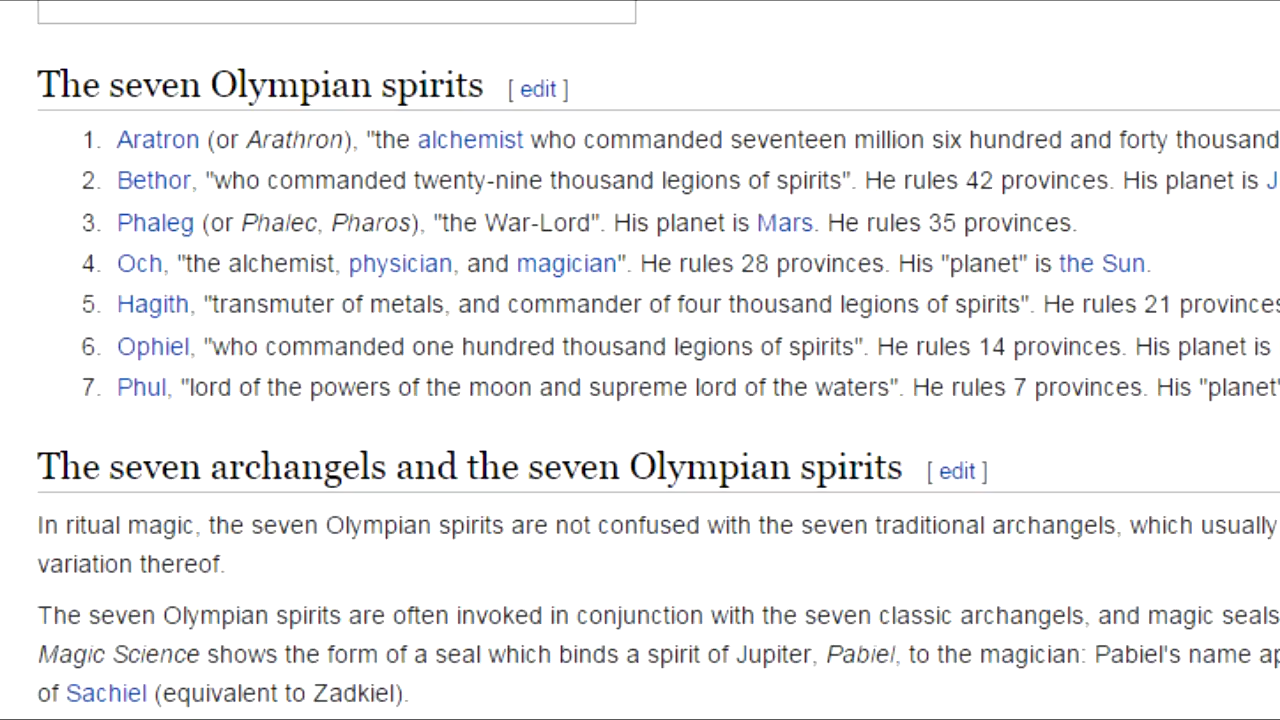 The seven Olympian spirits [ edit ]
1. Aratron (or Arathron), "the alchemist who commanded seventeen million six hundred and forty thousand
2. Bethor, "who commanded twenty-nine thousand legions of spirits". He rules 42 provinces. His planet is J
3. Phaleg (or Phalec, Pharos), "the War-Lord". His planet is Mars. He rules 35 provinces.
4. Och, "the alchemist, physician, and magician". He rules 28 provinces. His "planet" is the Sun.
5. Hagith, "transmuter of metals, and commander of four thousand legions of spirits". He rules 21 provinces
6. Ophiel, "who commanded one hundred thousand legions of spirits". He rules 14 provinces. His planet is
7. Phul, "lord of the powers of the moon and supreme lord of the waters". He rules 7 provinces. His "planet"
The seven archangels and the seven Olympian spirits [ edit ]
In ritual magic, the seven Olympian spirits are not confused with the seven traditional archangels, which usually
variation thereof.
The seven Olympian spirits are often invoked in conjunction with the seven classic archangels, and magic seals
Magic Science shows the form of a seal which binds a spirit of Jupiter, Pabiel, to the magician: Pabiel's name ap
of Sachiel (equivalent to Zadkiel).